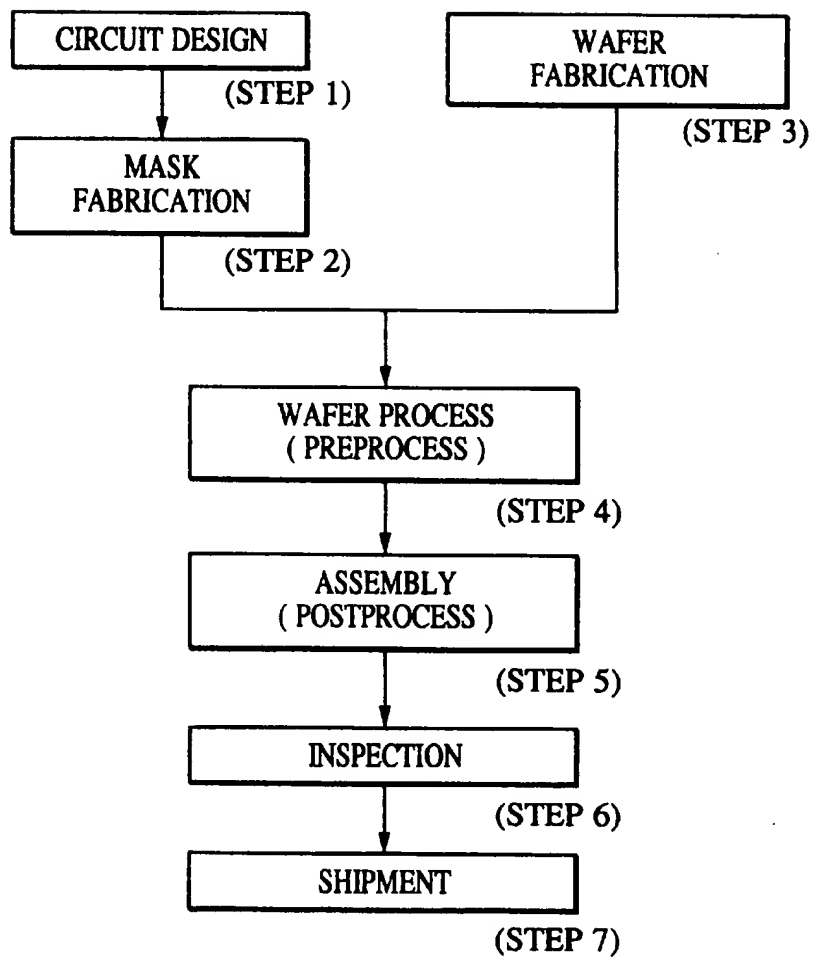 CIRCUIT DESIGN
(STEP 1)
MASK
FABRICATION
(STEP 2)
WAFER
FABRICATION
(STEP 3)
WAFER PROCESS
( PREPROCESS )
(STEP 4)
ASSEMBLY
( POSTPROCESS )
(STEP 5)
INSPECTION
(STEP 6)
SHIPMENT
(STEP 7)